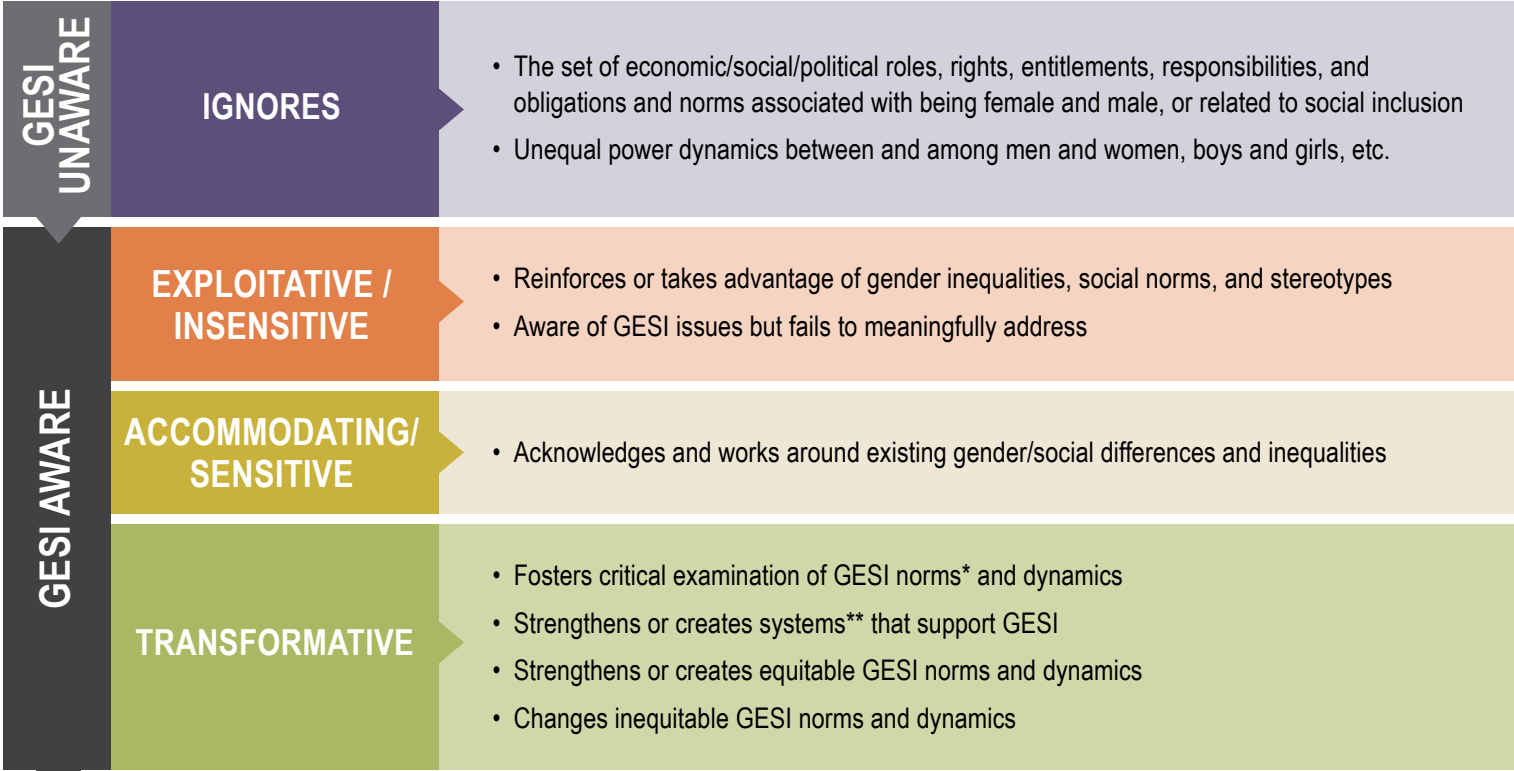 GESI
UNAWARE
IGNORES
• The set of economic/social/political roles, rights, entitlements, responsibilities, and
obligations and norms associated with being female and male, or related to social inclusion
• Unequal power dynamics between and among men and women, boys and girls, etc.
GESI AWARE
EXPLOITATIVE /
INSENSITIVE
• Reinforces or takes advantage of gender inequalities, social norms, and stereotypes
• Aware of GESI issues but fails to meaningfully address
ACCOMMODATING/
SENSITIVE
• Acknowledges and works around existing gender/social differences and inequalities
TRANSFORMATIVE
• Fosters critical examination of GESI norms* and dynamics
• Strengthens or creates systems** that support GESI
• Strengthens or creates equitable GESI norms and dynamics
• Changes inequitable GESI norms and dynamics